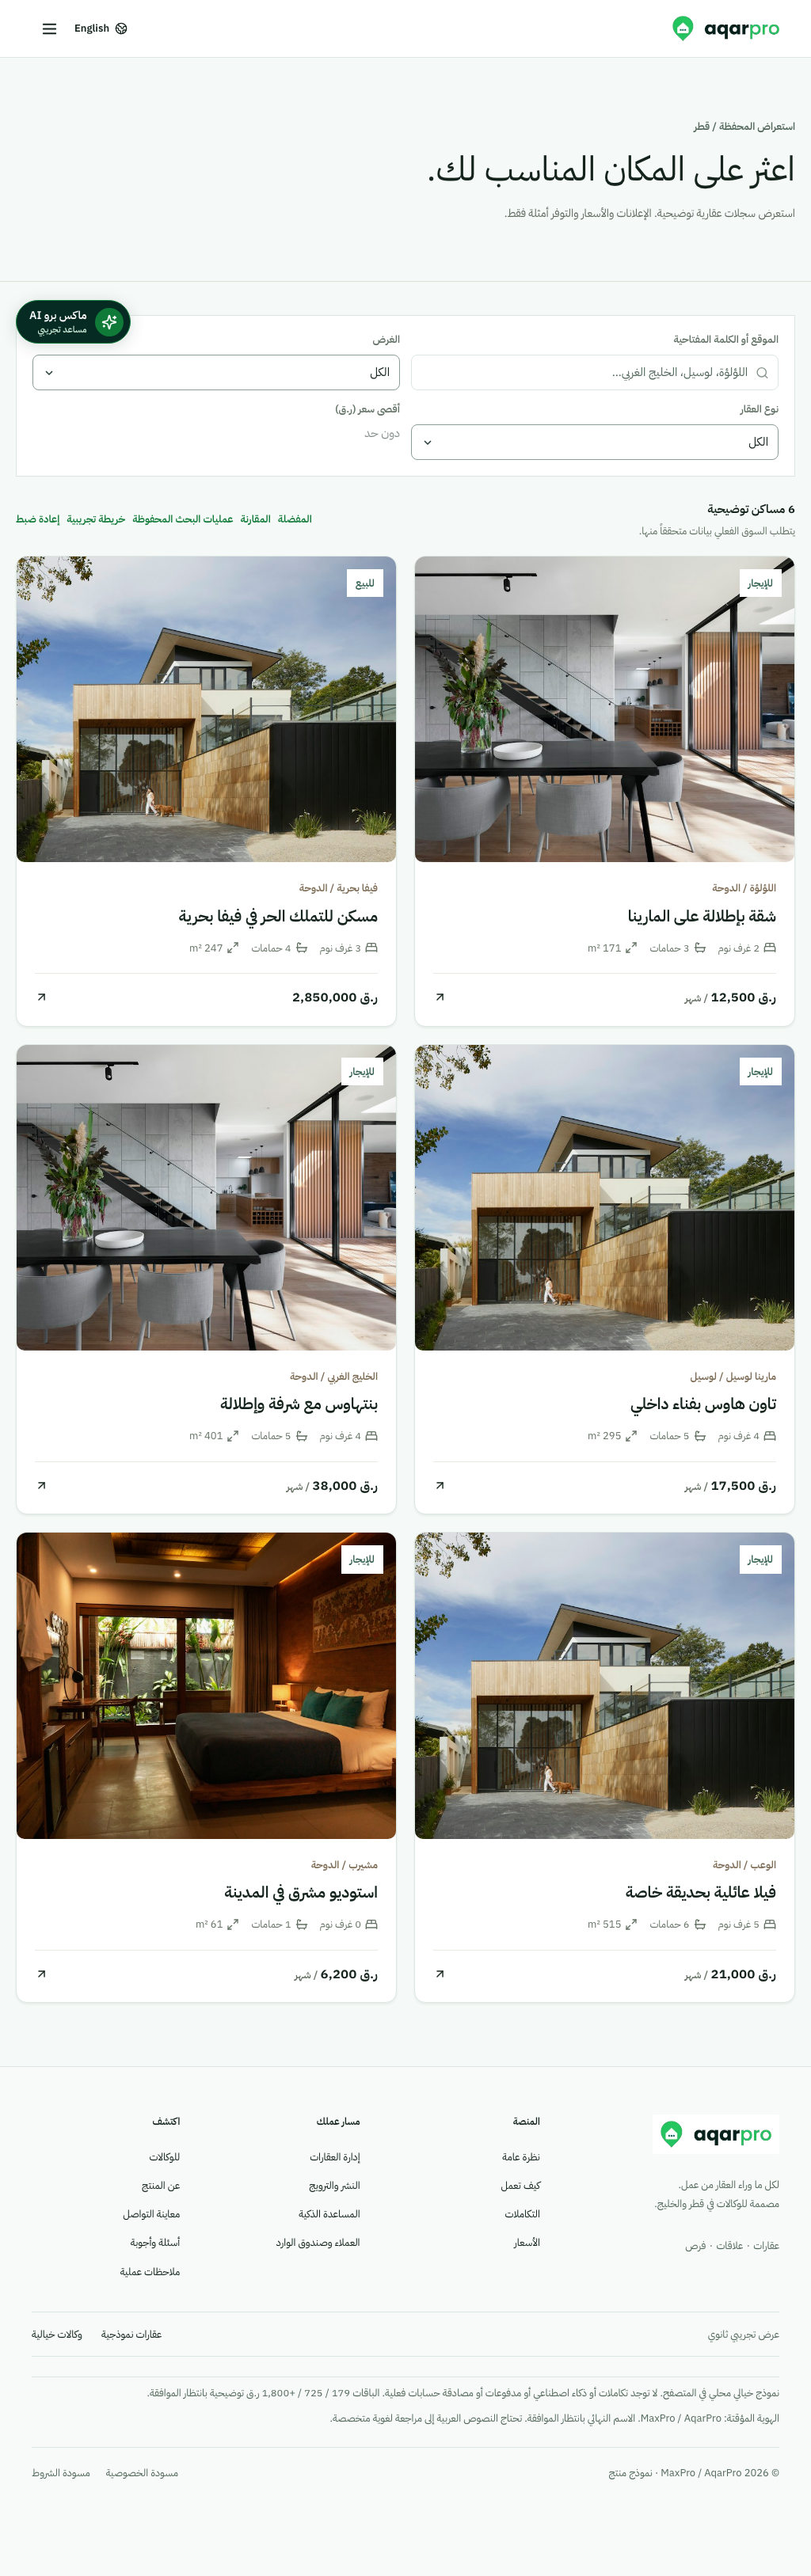 aqarpro
English
استعراض المحفظة / قطر
اعثر على المكان المناسب لك.
استعرض سجلات عقارية توضيحية. الإعلانات والأسعار والتوفر أمثلة فقط.
ماكس برو AI
مساعد تجريبي
الموقع أو الكلمة المفتاحية
اللؤلؤة، لوسيل، الخليج الغربي...
الغرض
الكل
نوع العقار
الكل
أقصى سعر (ر.ق)
دون حد
6 مساكن توضيحية
يتطلب السوق الفعلي بيانات متحققاً منها.
المفضلة المقارنة عمليات البحث المحفوظة خريطة تجريبية إعادة ضبط
للإيجار
اللؤلؤة / الدوحة
شقة بإطلالة على المارينا
2 غرف نوم 3 حمامات 171 m²
ر.ق 12,500 / شهر
للبيع
فيفا بحرية / الدوحة
مسكن للتملك الحر في فيفا بحرية
3 غرف نوم 4 حمامات 247 m²
ر.ق 2,850,000
للإيجار
مارينا لوسيل / لوسيل
تاون هاوس بفناء داخلي
4 غرف نوم 5 حمامات 295 m²
ر.ق 17,500 / شهر
للإيجار
الخليج الغربي / الدوحة
بنتهاوس مع شرفة وإطلالة
4 غرف نوم 5 حمامات 401 m²
ر.ق 38,000 / شهر
للإيجار
الوعب / الدوحة
فيلا عائلية بحديقة خاصة
5 غرف نوم 6 حمامات 515 m²
ر.ق 21,000 / شهر
للإيجار
مشيرب / الدوحة
استوديو مشرق في المدينة
0 غرف نوم 1 حمامات 61 m²
ر.ق 6,200 / شهر
aqarpro
لكل ما وراء العقار من عمل.
مصممة للوكالات في قطر والخليج.
عقارات · علاقات · فرص
المنصة
نظرة عامة
كيف تعمل
التكاملات
الأسعار
مسار عملك
إدارة العقارات
النشر والترويج
المساعدة الذكية
العملاء وصندوق الوارد
اكتشف
للوكالات
عن المنتج
معاينة التواصل
أسئلة وأجوبة
ملاحظات عملية
عرض تجريبي ثانوي
عقارات نموذجية وكالات خيالية
نموذج خيالي محلي في المتصفح. لا توجد تكاملات أو ذكاء اصطناعي أو مدفوعات أو مصادقة حسابات فعلية. الباقات 179 / 725 / +1,800 ر.ق توضيحية بانتظار الموافقة.
الهوية المؤقتة: MaxPro / AqarPro. الاسم النهائي بانتظار الموافقة. تحتاج النصوص العربية إلى مراجعة لغوية متخصصة.
© 2026 MaxPro / AqarPro · نموذج منتج
مسودة الخصوصية مسودة الشروط